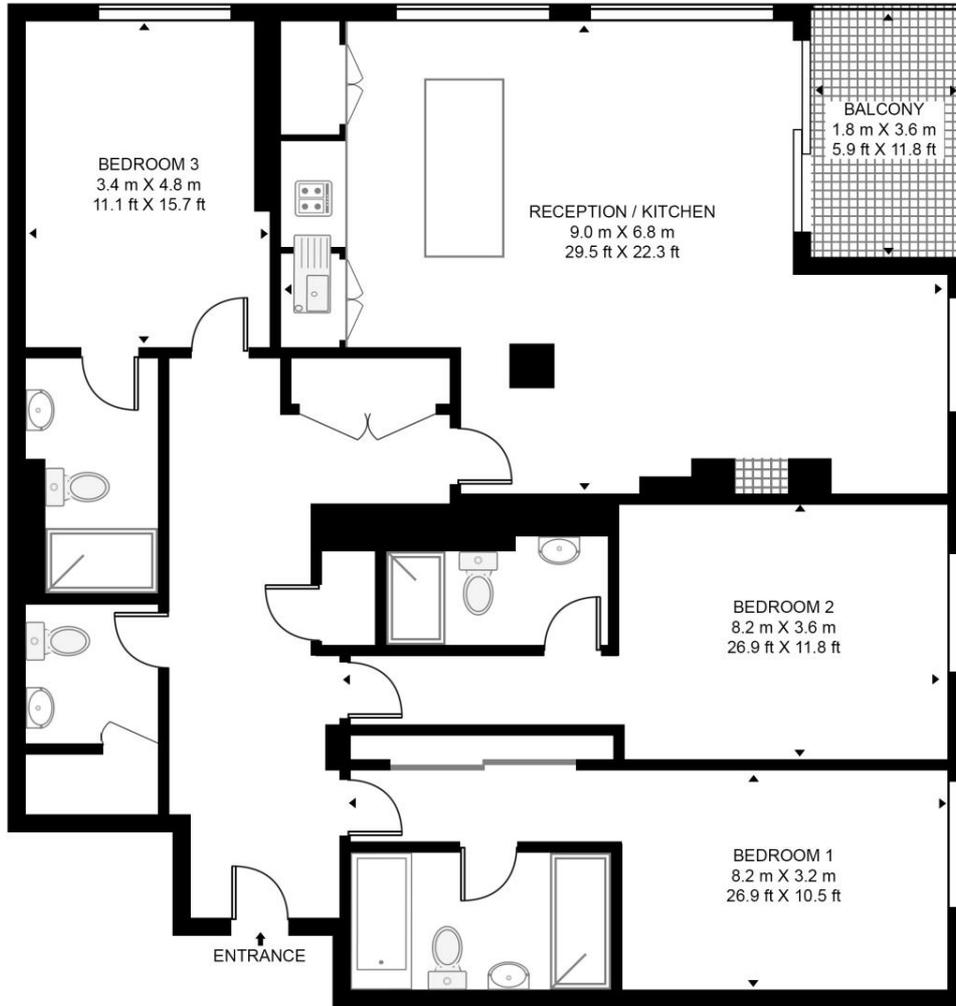 BALCONY
1.8 m X 3.6 m
5.9 ft X 11.8 ft
BEDROOM 3
3.4 m X 4.8 m
11.1 ft X 15.7 ft
RECEPTION / KITCHEN
9.0 m X 6.8 m
29.5 ft X 22.3 ft
BEDROOM 2
8.2 m X 3.6 m
26.9 ft X 11.8 ft
BEDROOM 1
8.2 m X 3.2 m
26.9 ft X 10.5 ft
ENTRANCE